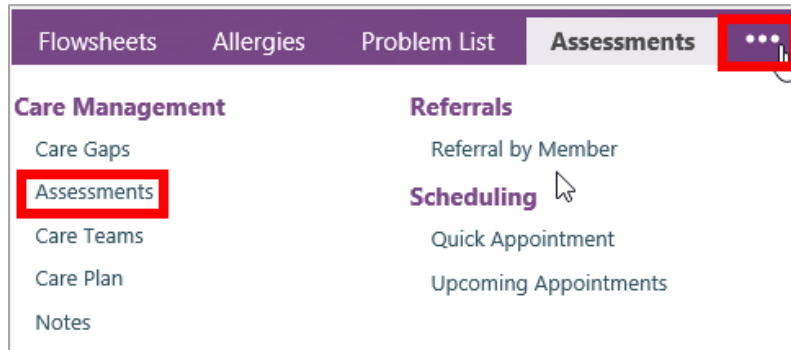 Flowsheets Allergies Problem List Assessments •••
Care Management
Care Gaps
Assessments
Care Teams
Care Plan
Notes
Referrals
Referral by Member
Scheduling
Quick Appointment
Upcoming Appointments